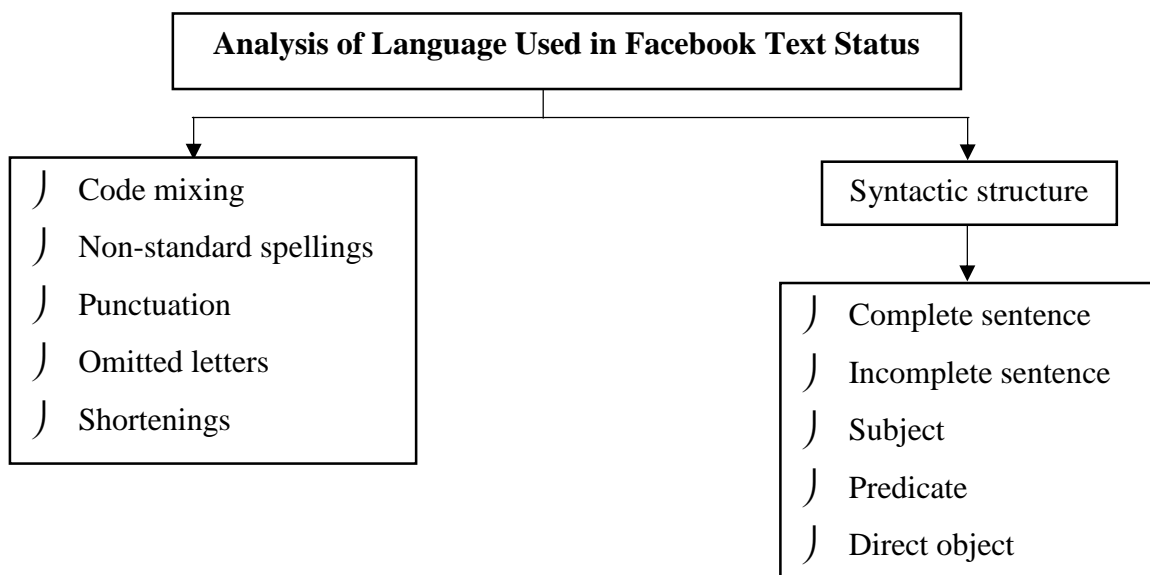 Analysis of Language Used in Facebook Text Status
Code mixing
Non-standard spellings
Punctuation
Omitted letters
Shortenings
Syntactic structure
Complete sentence
Incomplete sentence
Subject
Predicate
Direct object